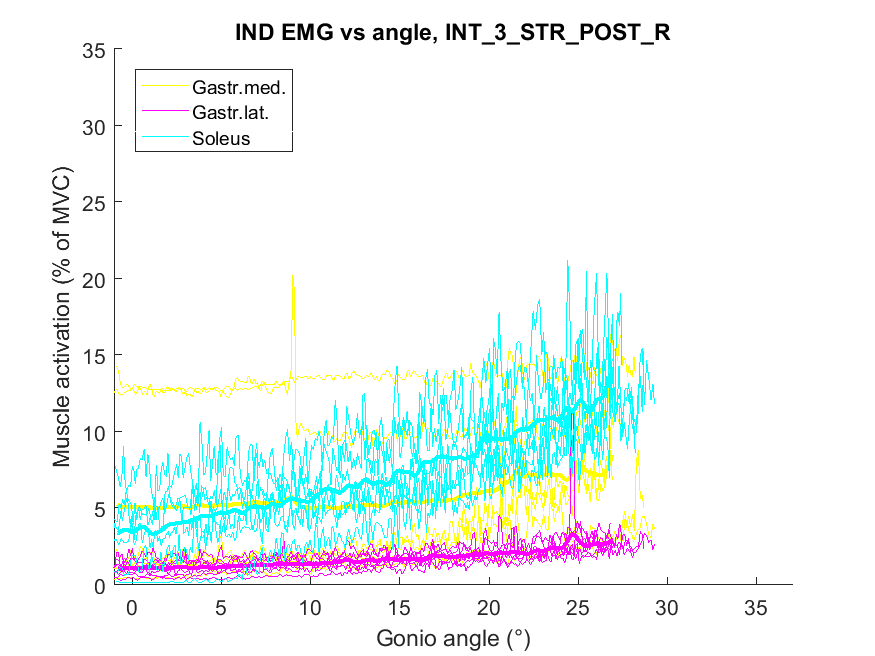 IND EMG vs angle, INT_3_STR_POST_R
35
30
25
20
15
10
5
0
Muscle activation (% of MVC)
Gastr.med.
Gastr.lat.
Soleus
0 5 10 15 20 25 30 35
Gonio angle (°)